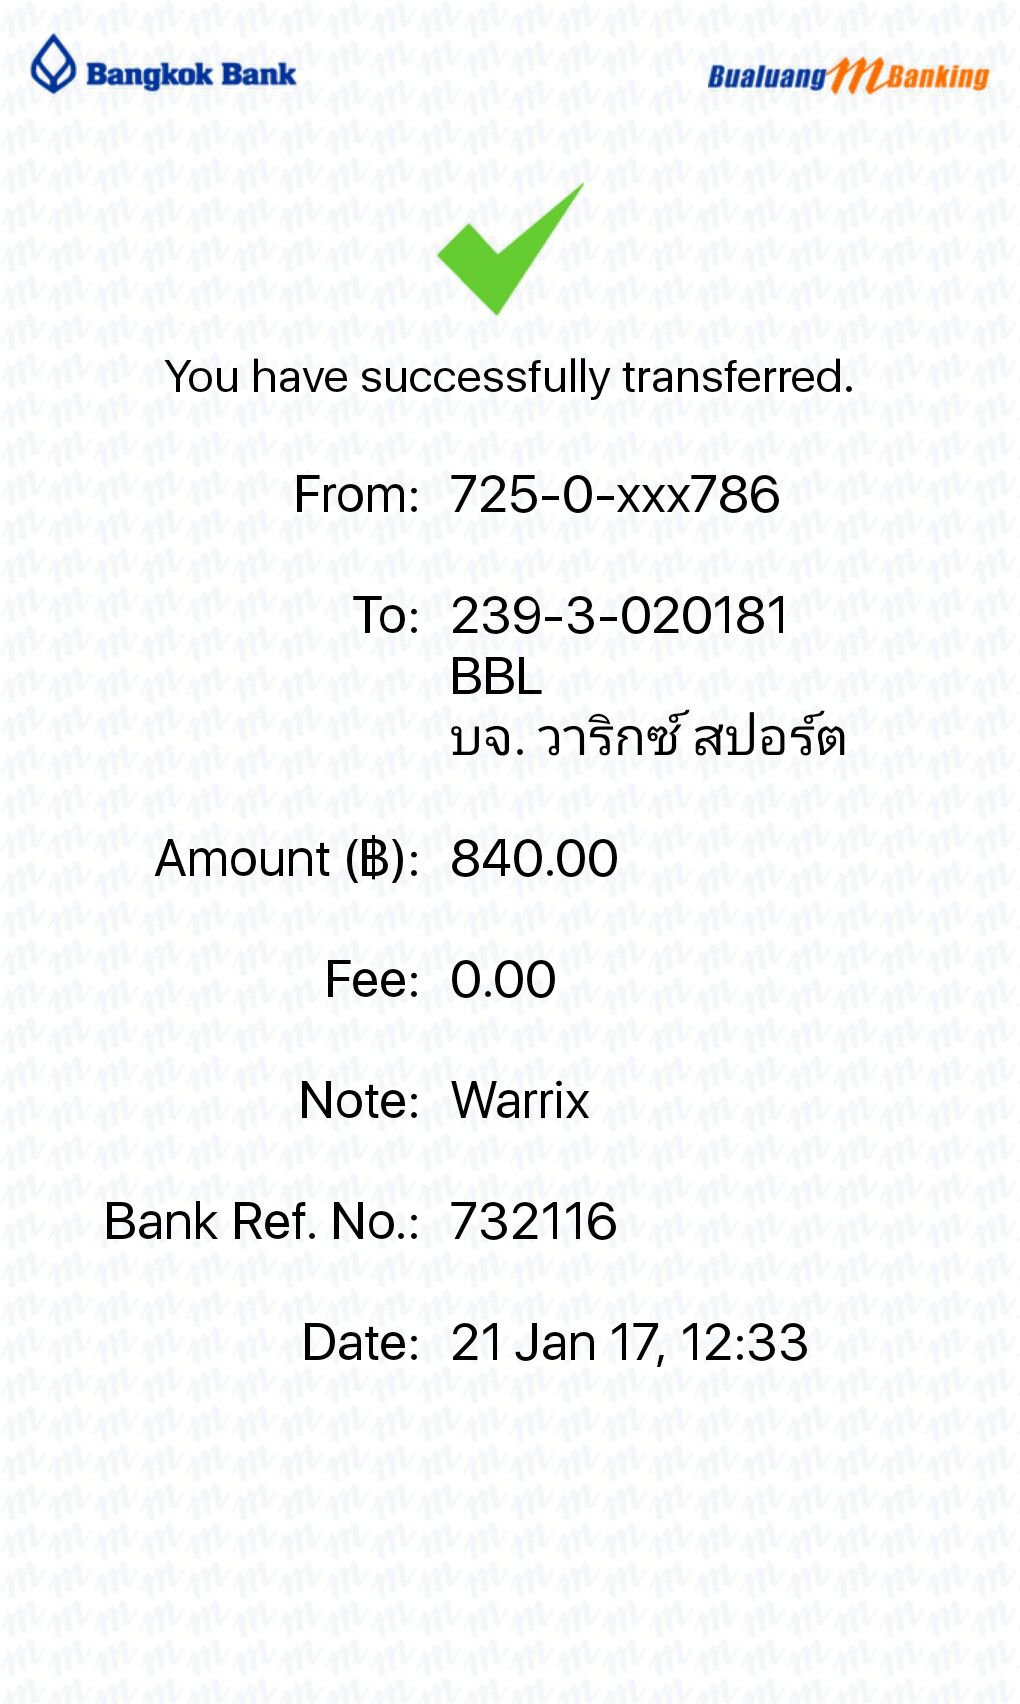 Bangkok Bank
Bualuang mBanking
You have successfully transferred.
From: 725-0-xxx786
To: 239-3-020181
BBL
บจ. วาริกซ์ สปอร์ต
Amount (฿): 840.00
Fee: 0.00
Note: Warrix
Bank Ref. No.: 732116
Date: 21 Jan 17, 12:33